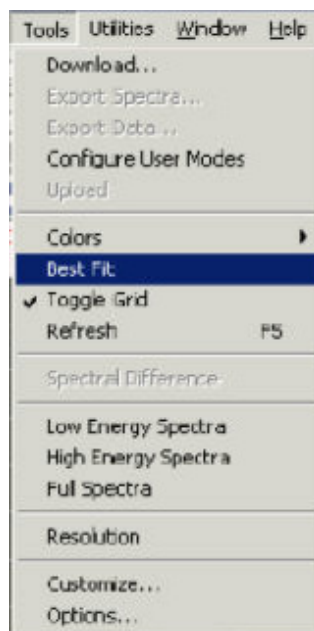 Tools Utilities Window Help
Download...
Export Spectra...
Export Data...
Configure User Modes
Upload
Colors
Best Fit
Toggle Grid
Refresh F5
Spectral Difference
Low Energy Spectra
High Energy Spectra
Full Spectra
Resolution
Customize...
Options...